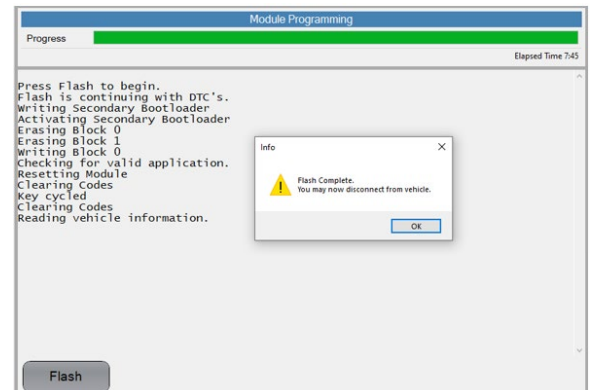 Module Programming
Progress
Elapsed Time 7:45
Press Flash to begin.
Flash is continuing with DTC's.
Writing Secondary Bootloader
Activating Secondary Bootloader
Erasing Block 0
Erasing Block 1
Writing Block 0
Checking for valid application.
Resetting Module
Clearing Codes
Key cycled
Clearing Codes
Reading vehicle information.
Info
Flash Complete.
You may now disconnect from vehicle.
OK
Flash